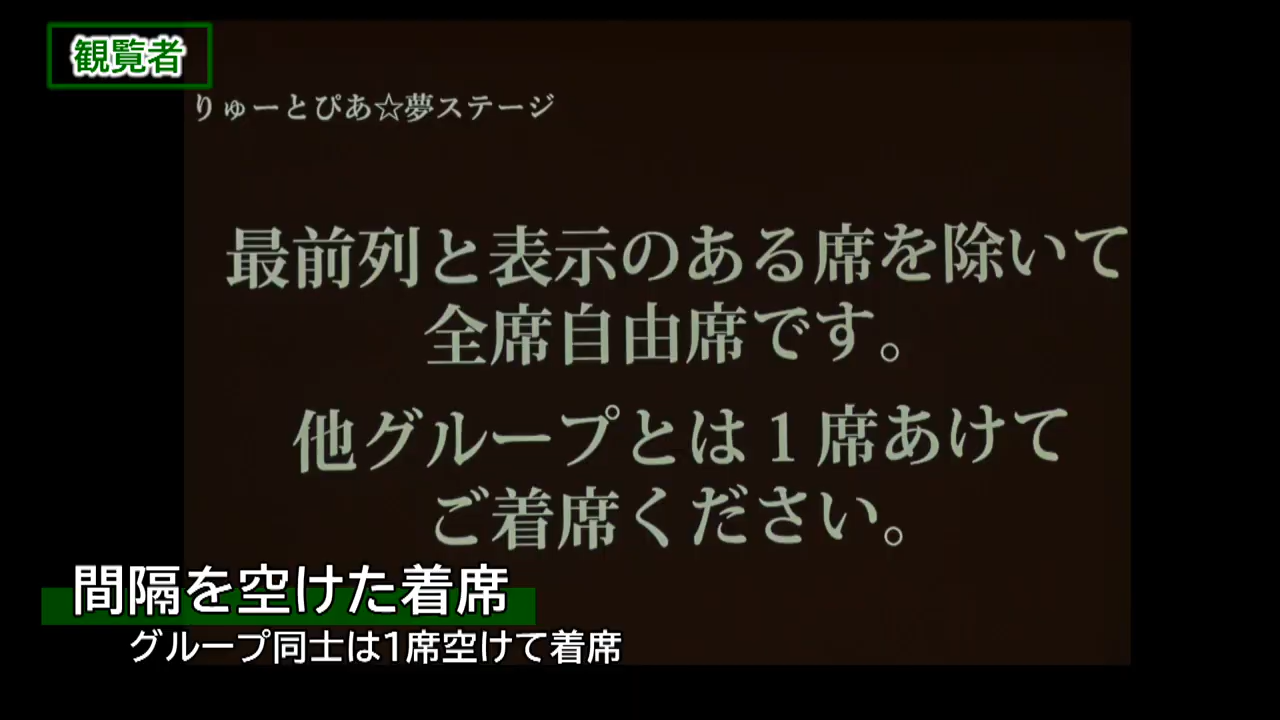 観覧者
りゅーとぴあ☆夢ステージ
最前列と表示のある席を除いて
全席自由席です。
他グループとは1席あけて
ご着席ください。
間隔を空けた着席
グループ同士は1席空けて着席